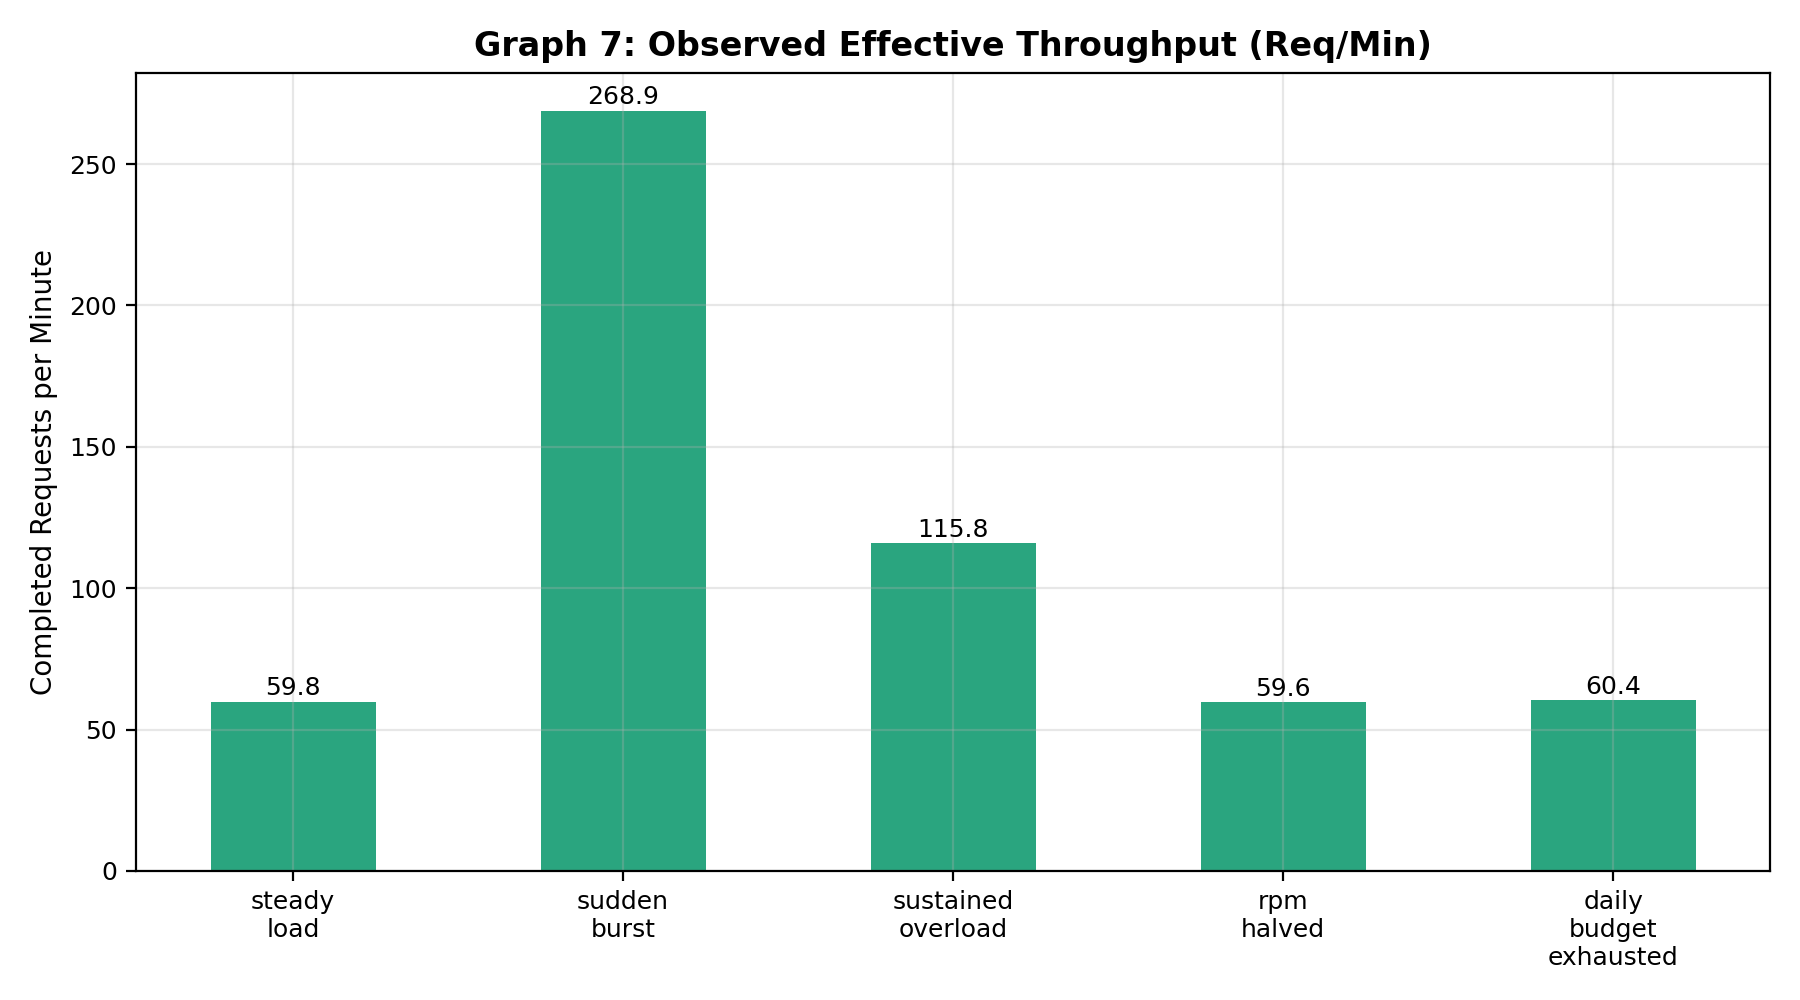 Graph 7: Observed Effective Throughput (Req/Min)
Completed Requests per Minute
250
200
150
100
50
0
268.9
115.8
59.8
59.6
60.4
steady
load
sudden
burst
sustained
overload
rpm
halved
daily
budget
exhausted